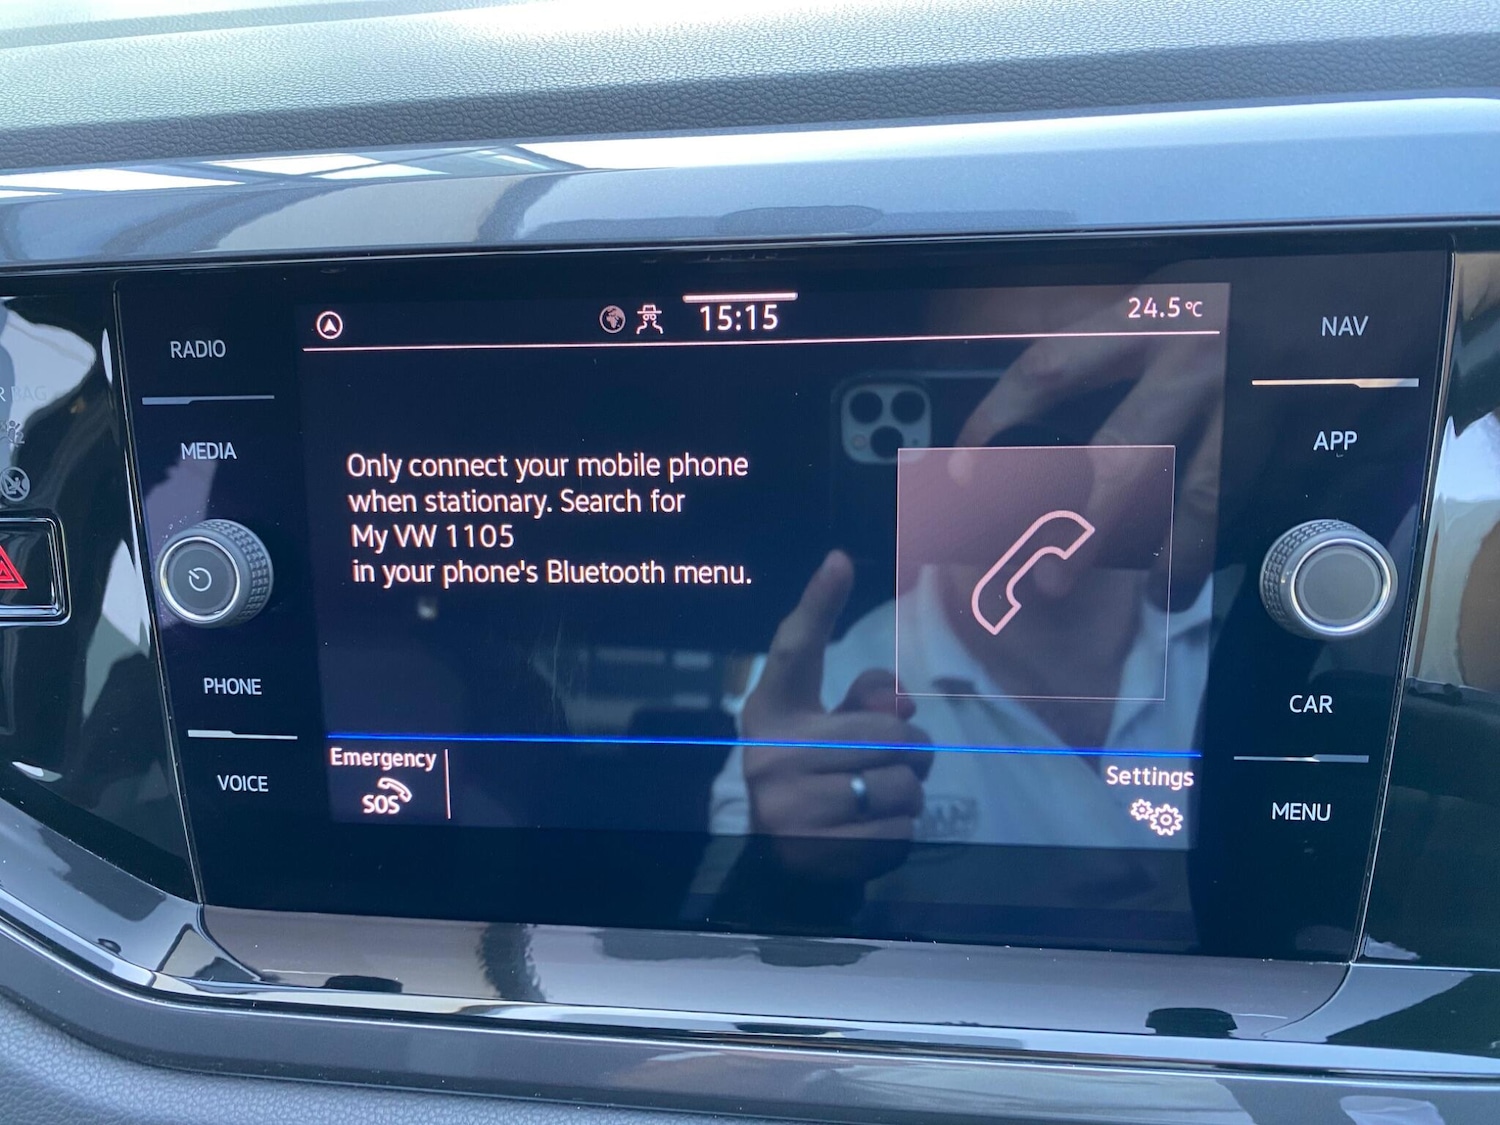 RADIO
MEDIA
PHONE
VOICE
15:15
24.5°C
Only connect your mobile phone
when stationary. Search for
My VW 1105
in your phone's Bluetooth menu.
Emergency
SOS
Settings
NAV
APP
CAR
MENU